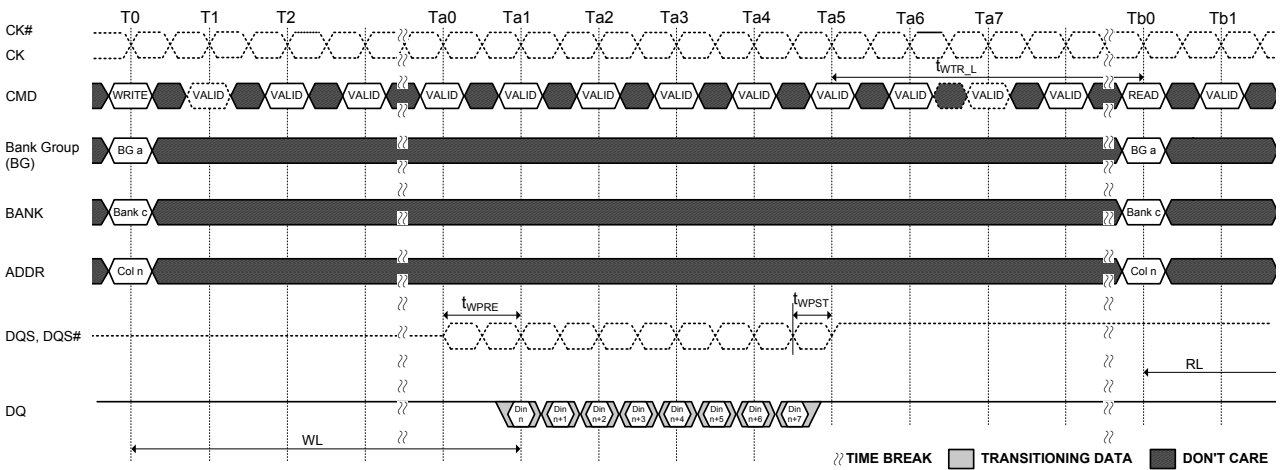 T0 T1 T2 Ta0 Ta1 Ta2 Ta3 Ta4 Ta5 Ta6 Ta7 Tb0 Tb1
CK#
CK
tWTR_L
CMD WRITE VALID VALID VALID VALID VALID VALID VALID VALID VALID VALID VALID VALID READ VALID
Bank Group
(BG)
BG a BG a
BANK Bank c Bank c
ADDR Col n Col n
tWPRE tWPST
DQS, DQS#
RL
DQ
Din n Din n+1 Din n+2 Din n+3 Din n+4 Din n+5 Din n+6 Din n+7
WL
TIME BREAK TRANSITIONING DATA DON'T CARE